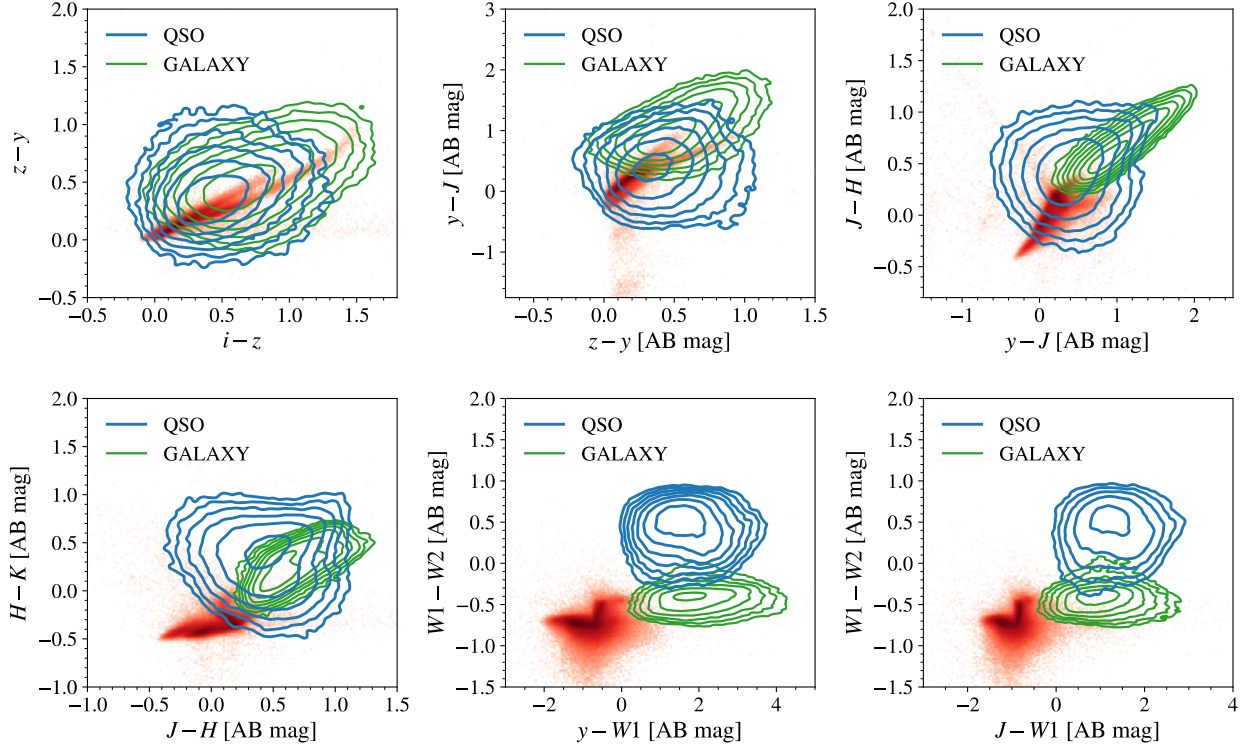 2.0
1.5
1.0
0.5
0.0
−0.5
z − y
QSO
GALAXY
−0.5 0.0 0.5 1.0 1.5
i − z
3
2
1
0
−1
y − J [AB mag]
QSO
GALAXY
0.0 0.5 1.0 1.5
z − y [AB mag]
2.0
1.5
1.0
0.5
0.0
−0.5
J − H [AB mag]
QSO
GALAXY
−1 0 1 2
y − J [AB mag]
2.0
1.5
1.0
0.5
0.0
−0.5
−1.0
H − K [AB mag]
QSO
GALAXY
−1.0 −0.5 0.0 0.5 1.0 1.5
J − H [AB mag]
2.0
1.5
1.0
0.5
0.0
−0.5
−1.0
−1.5
W1 − W2 [AB mag]
QSO
GALAXY
−2 0 2 4
y − W1 [AB mag]
2.0
1.5
1.0
0.5
0.0
−0.5
−1.0
−1.5
W1 − W2 [AB mag]
QSO
GALAXY
−2 0 2 4
J − W1 [AB mag]